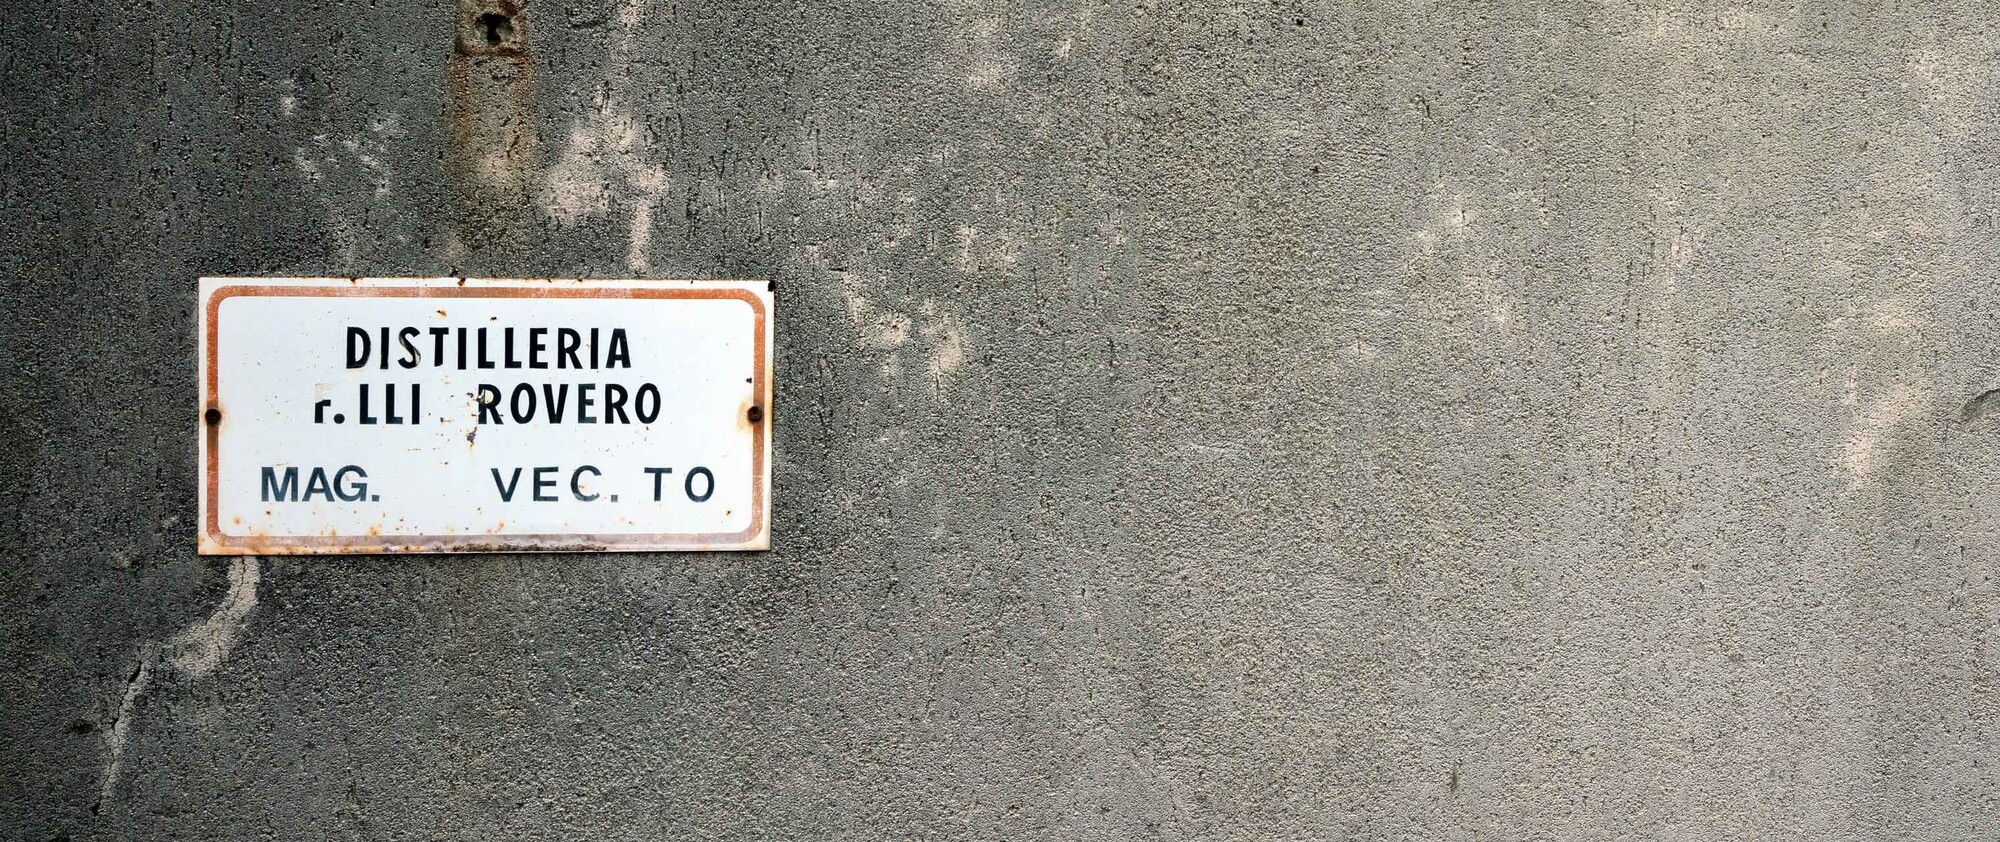 DISTILLERIA
F.LLI ROVERO
MAG. VEC. TO